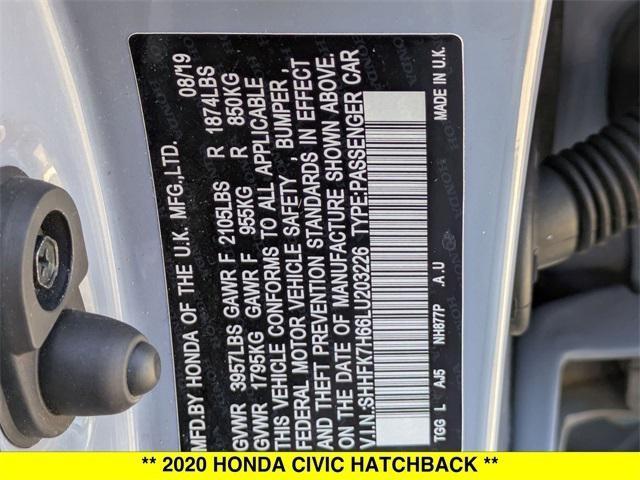 MFD.BY HONDA OF THE U.K. MFG.,LTD. 08/19
GVWR 3957LBS GAWR F 2105LBS R 1874LBS
GVWR 1795KG GAWR F 955KG R 850KG
THIS VEHICLE CONFORMS TO ALL APPLICABLE
FEDERAL MOTOR VEHICLE SAFETY , BUMPER ,
AND THEFT PREVENTION STANDARDS IN EFFECT
ON THE DATE OF MANUFACTURE SHOWN ABOVE.
V.I.N.:SHHFK7H66LU203226 TYPE:PASSENGER CAR
TGG L AJ5 NH877P A.U MADE IN U.K.
** 2020 HONDA CIVIC HATCHBACK **